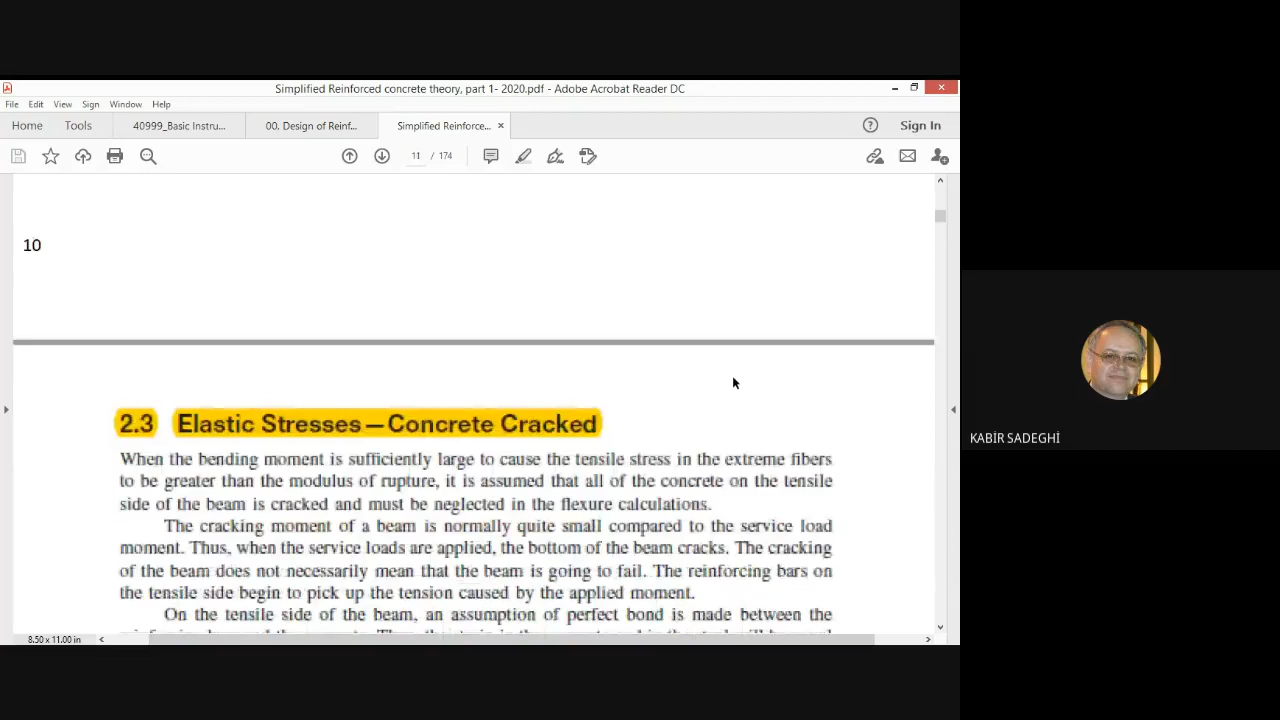 Simplified Reinforced concrete theory, part 1- 2020.pdf - Adobe Acrobat Reader DC
File Edit View Sign Window Help
Home Tools 40999_Basic Instru... 00. Design of Reinf... Simplified Reinforce... × Sign In
11 / 174
10
2.3 Elastic Stresses—Concrete Cracked
When the bending moment is sufficiently large to cause the tensile stress in the extreme fibers
to be greater than the modulus of rupture, it is assumed that all of the concrete on the tensile
side of the beam is cracked and must be neglected in the flexure calculations.
The cracking moment of a beam is normally quite small compared to the service load
moment. Thus, when the service loads are applied, the bottom of the beam cracks. The cracking
of the beam does not necessarily mean that the beam is going to fail. The reinforcing bars on
the tensile side begin to pick up the tension caused by the applied moment.
On the tensile side of the beam, an assumption of perfect bond is made between the
8.50 x 11.00 in
KABİR SADEGHİ